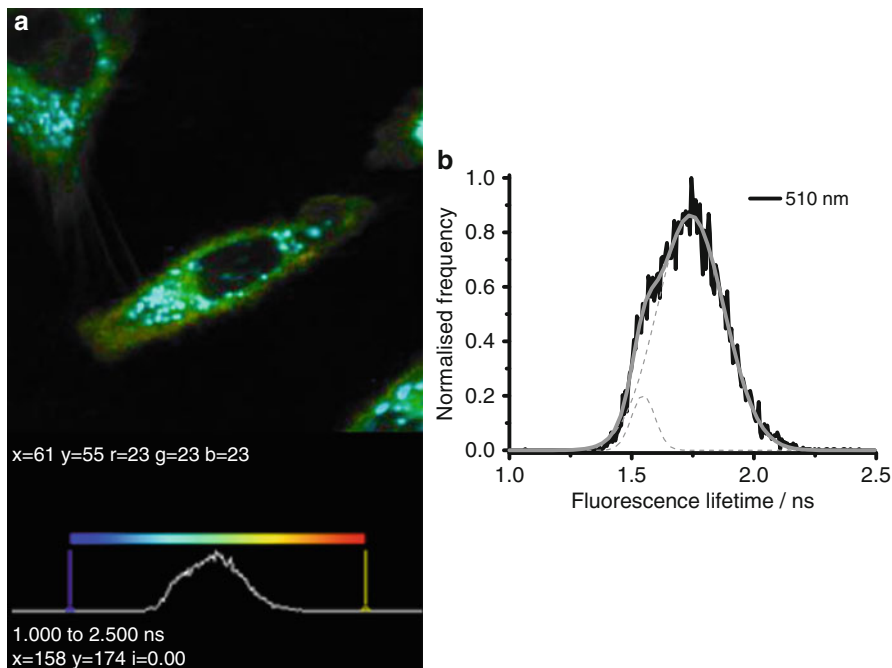 a
x=61 y=55 r=23 g=23 b=23
1.000 to 2.500 ns
x=158 y=174 i=0.00
b
510 nm
Normalised frequency
1.0
0.8
0.6
0.4
0.2
0.0
1.0 1.5 2.0 2.5
Fluorescence lifetime / ns